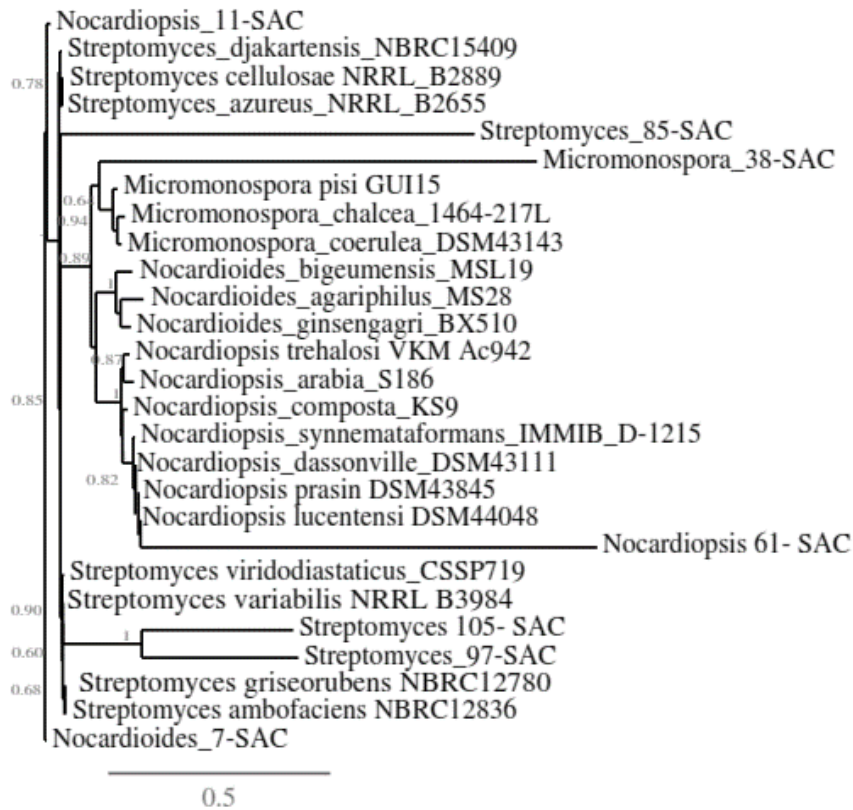 Nocardiopsis_11-SAC
Streptomyces_djakartensis_NBRC15409
0.78
Streptomyces cellulosae NRRL_B2889
Streptomyces_azureus_NRRL_B2655
Streptomyces_85-SAC
Micromonospora_38-SAC
Micromonospora pisi GUI15
0.64
Micromonospora_chalcea_1464-217L
0.94
Micromonospora_coerulea_DSM43143
0.89
Nocardioides_bigeumensis_MSL19
1
Nocardioides_agariphilus_MS28
Nocardioides_ginsengagri_BX510
Nocardiopsis trehalosi VKM Ac942
0.87
Nocardiopsis_arabia_S186
1
0.85
Nocardiopsis_composta_KS9
Nocardiopsis_synnemataformans_IMMIB_D-1215
Nocardiopsis_dassonville_DSM43111
0.82
Nocardiopsis prasin DSM43845
Nocardiopsis lucentensi DSM44048
Nocardiopsis 61- SAC
Streptomyces viridodiastaticus_CSSP719
0.90
Streptomyces variabilis NRRL B3984
Streptomyces 105- SAC
1
0.60
Streptomyces_97-SAC
Streptomyces griseorubens NBRC12780
0.68
Streptomyces ambofaciens NBRC12836
Nocardioides_7-SAC
0.5